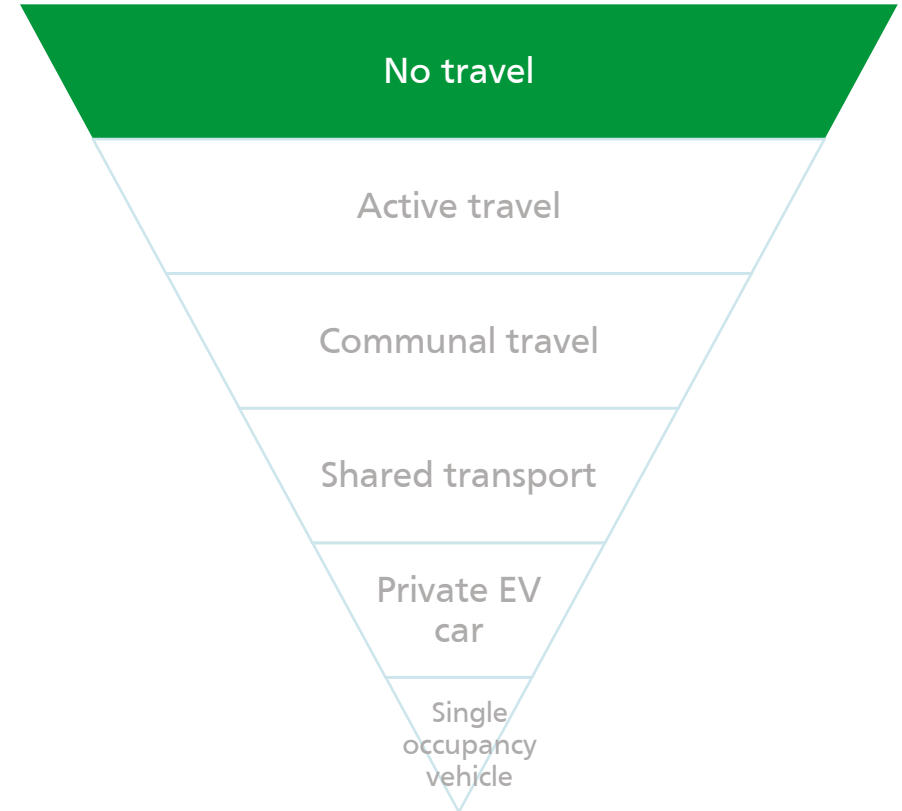 No travel
Active travel
Communal travel
Shared transport
Private EV
car
Single
occupancy
vehicle